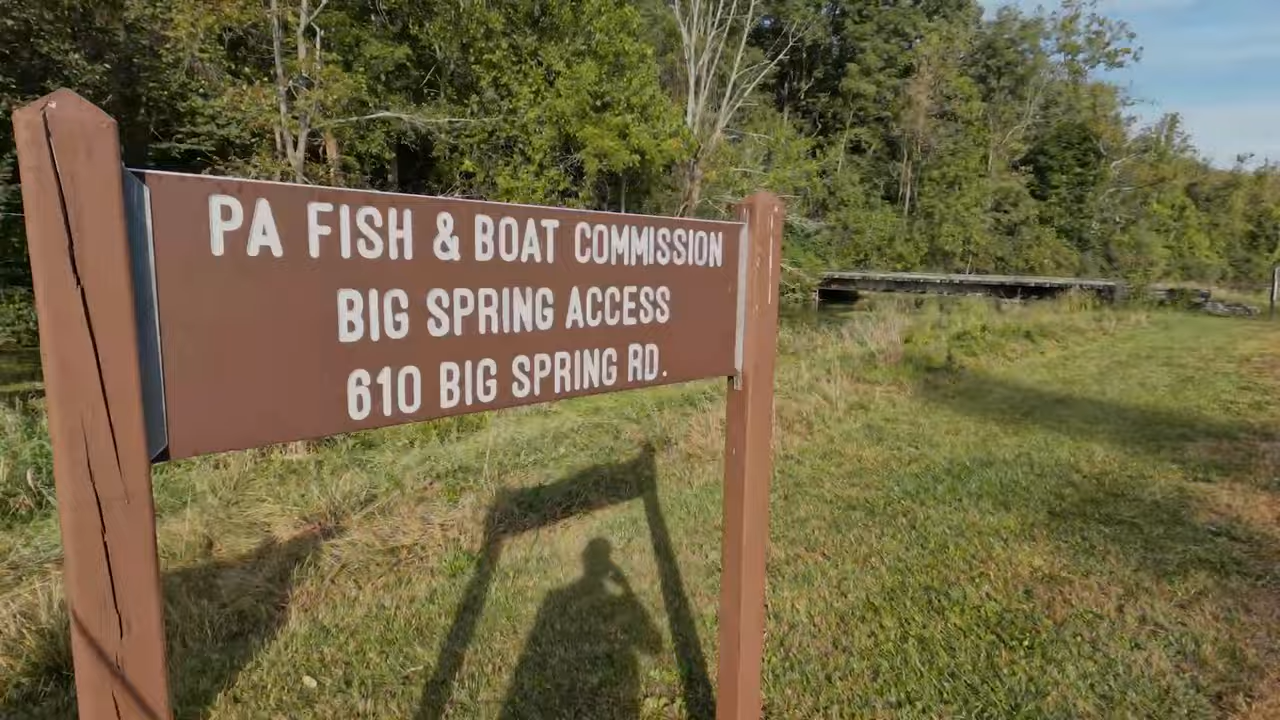 PA FISH & BOAT COMMISSION
BIG SPRING ACCESS
610 BIG SPRING RD.